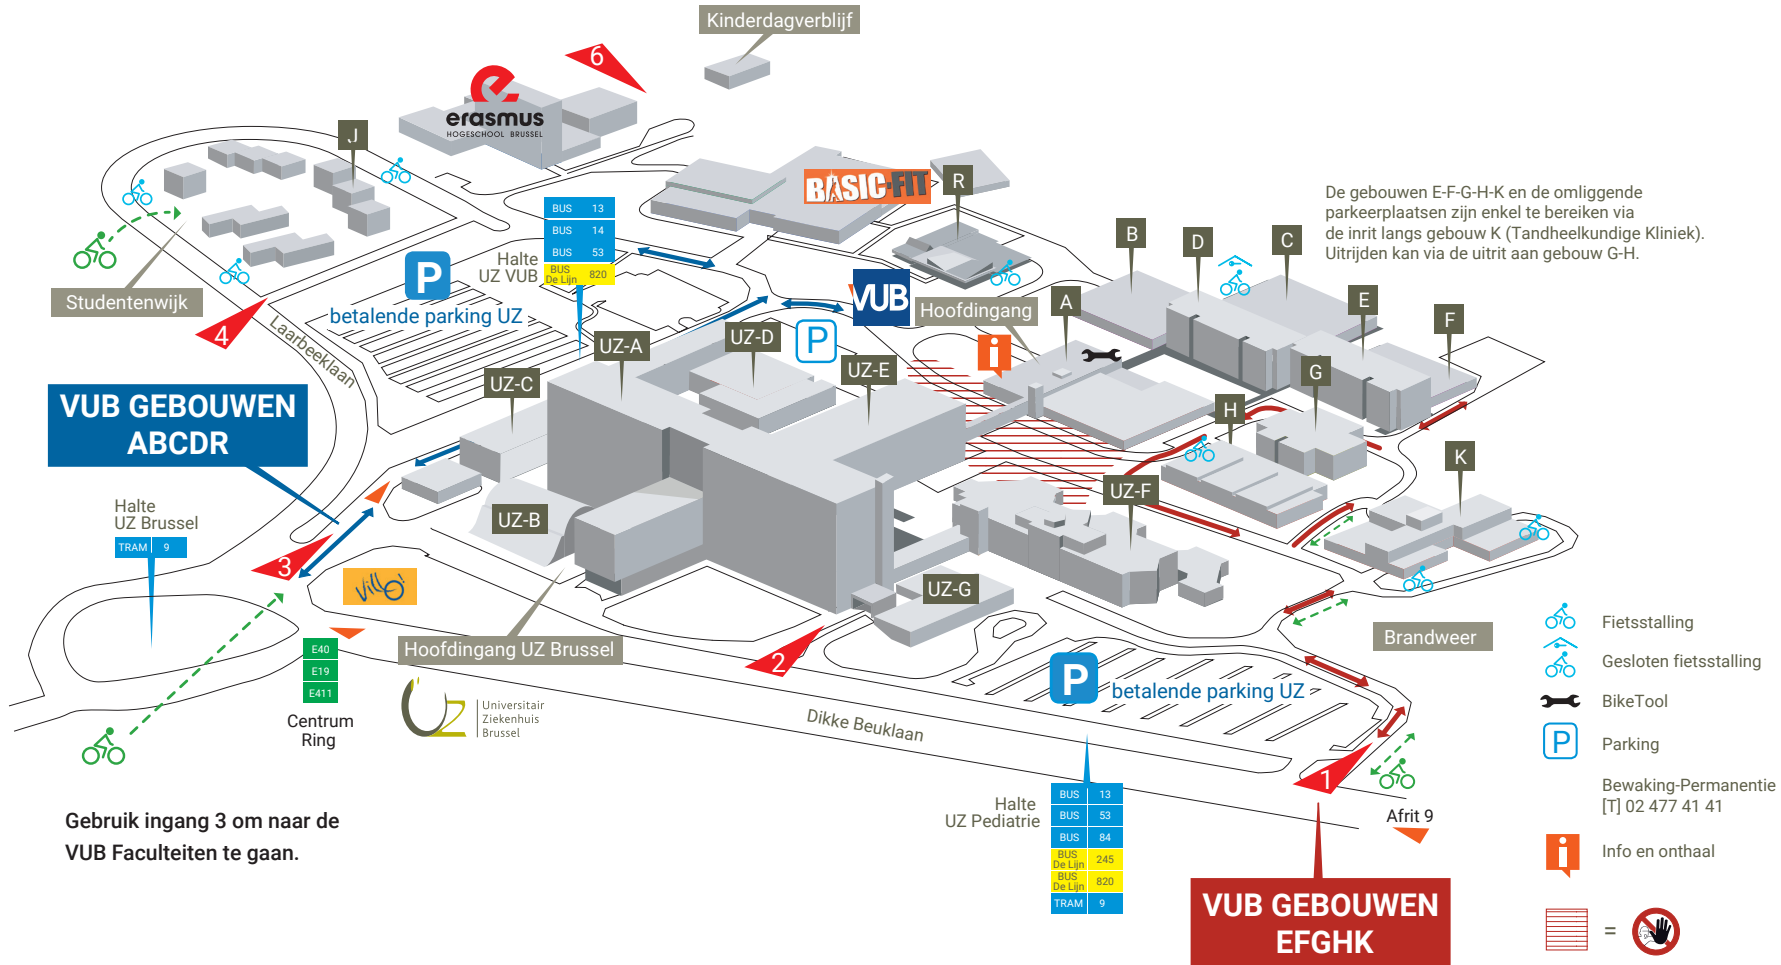 Kinderdagverblijf
6
erasmus
HOGESCHOOL BRUSSEL
J
BASIC-FIT
R
De gebouwen E-F-G-H-K en de omliggende
parkeerplaatsen zijn enkel te bereiken via
de inrit langs gebouw K (Tandheelkundige Kliniek).
Uitrijden kan via de uitrit aan gebouw G-H.
BUS 13
BUS 14
BUS 53
BUS De Lijn 820
Halte
UZ VUB
B
D
C
E
F
P
betalende parking UZ
Studentenwijk
4
Laarbeeklaan
VUB
Hoofdingang
A
i
P
UZ-A
UZ-D
UZ-E
UZ-C
G
H
K
VUB GEBOUWEN
ABCDR
Halte
UZ Brussel
TRAM 9
UZ-B
UZ-F
3
Villo!
UZ-G
E40
E19
E411
Centrum
Ring
Hoofdingang UZ Brussel
UZ
Universitair
Ziekenhuis
Brussel
2
P
betalende parking UZ
Dikke Beuklaan
Brandweer
1
Afrit 9
Halte
UZ Pediatrie
BUS 13
BUS 53
BUS 84
BUS De Lijn 245
BUS De Lijn 820
TRAM 9
Gebruik ingang 3 om naar de
VUB Faculteiten te gaan.
VUB GEBOUWEN
EFGHK
Fietsstalling
Gesloten fietsstalling
BikeTool
P
Parking
Bewaking-Permanentie
[T] 02 477 41 41
i
Info en onthaal
=